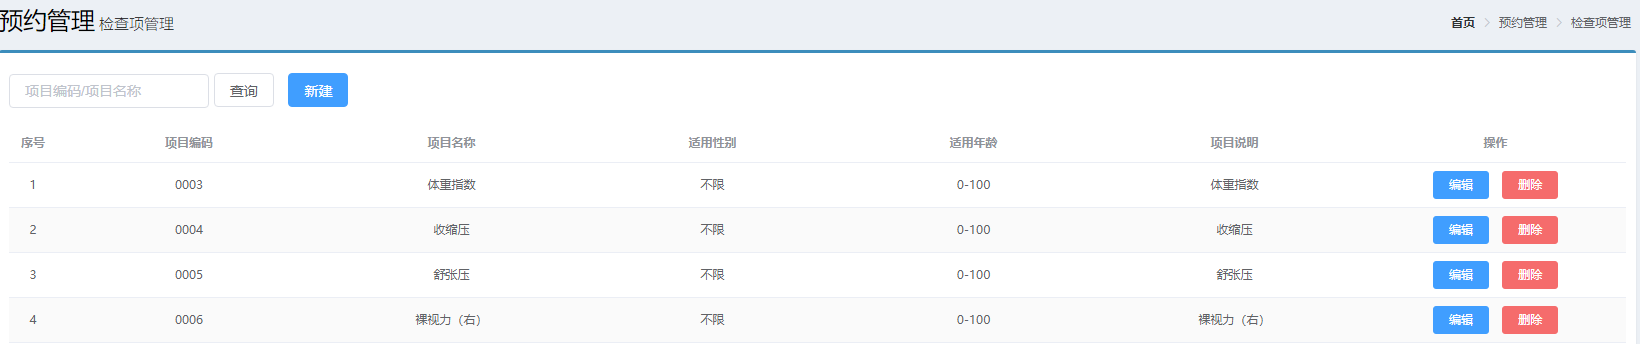 预约管理 检查项管理 首页 > 预约管理 > 检查项管理
项目编码/项目名称 查询 新建
序号 项目编码 项目名称 适用性别 适用年龄 项目说明 操作
1 0003 体重指数 不限 0-100 体重指数 编辑 删除
2 0004 收缩压 不限 0-100 收缩压 编辑 删除
3 0005 舒张压 不限 0-100 舒张压 编辑 删除
4 0006 裸视力（右） 不限 0-100 裸视力（右） 编辑 删除